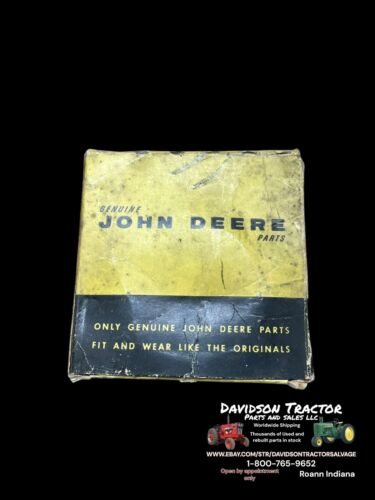 GENUINE
JOHN DEERE
PARTS
ONLY GENUINE JOHN DEERE PARTS
FIT AND WEAR LIKE THE ORIGINALS
DAVIDSON TRACTOR
PARTS AND SALES LLC
Worldwide Shipping
Thousands of Used and
rebuilt parts in stock
WWW.EBAY.COM/STR/DAVIDSONTRACTORSALVAGE
1-800-765-9652
Open by appointment
only
Roann Indiana